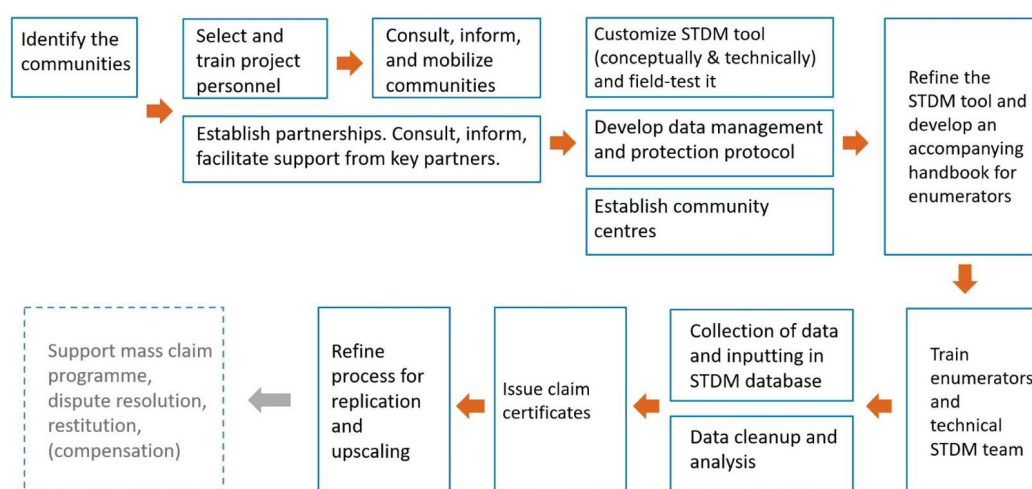 Identify the
communities
Select and
train project
personnel
Consult, inform,
and mobilize
communities
Establish partnerships. Consult, inform,
facilitate support from key partners.
Customize STDM tool
(conceptually & technically)
and field-test it
Develop data management
and protection protocol
Establish community
centres
Refine the
STDM tool and
develop an
accompanying
handbook for
enumerators
Train
enumerators
and
technical
STDM team
Collection of data
and inputting in
STDM database
Data cleanup and
analysis
Issue claim
certificates
Refine
process for
replication
and
upscaling
Support mass claim
programme,
dispute resolution,
restitution,
(compensation)